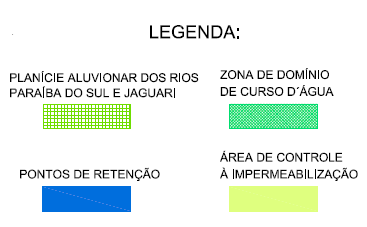 LEGENDA:
PLANÍCIE ALUVIONAR DOS RIOS
PARAÍBA DO SUL E JAGUARI
ZONA DE DOMÍNIO
DE CURSO D´ÁGUA
PONTOS DE RETENÇÃO
ÁREA DE CONTROLE
À IMPERMEABILIZAÇÃO